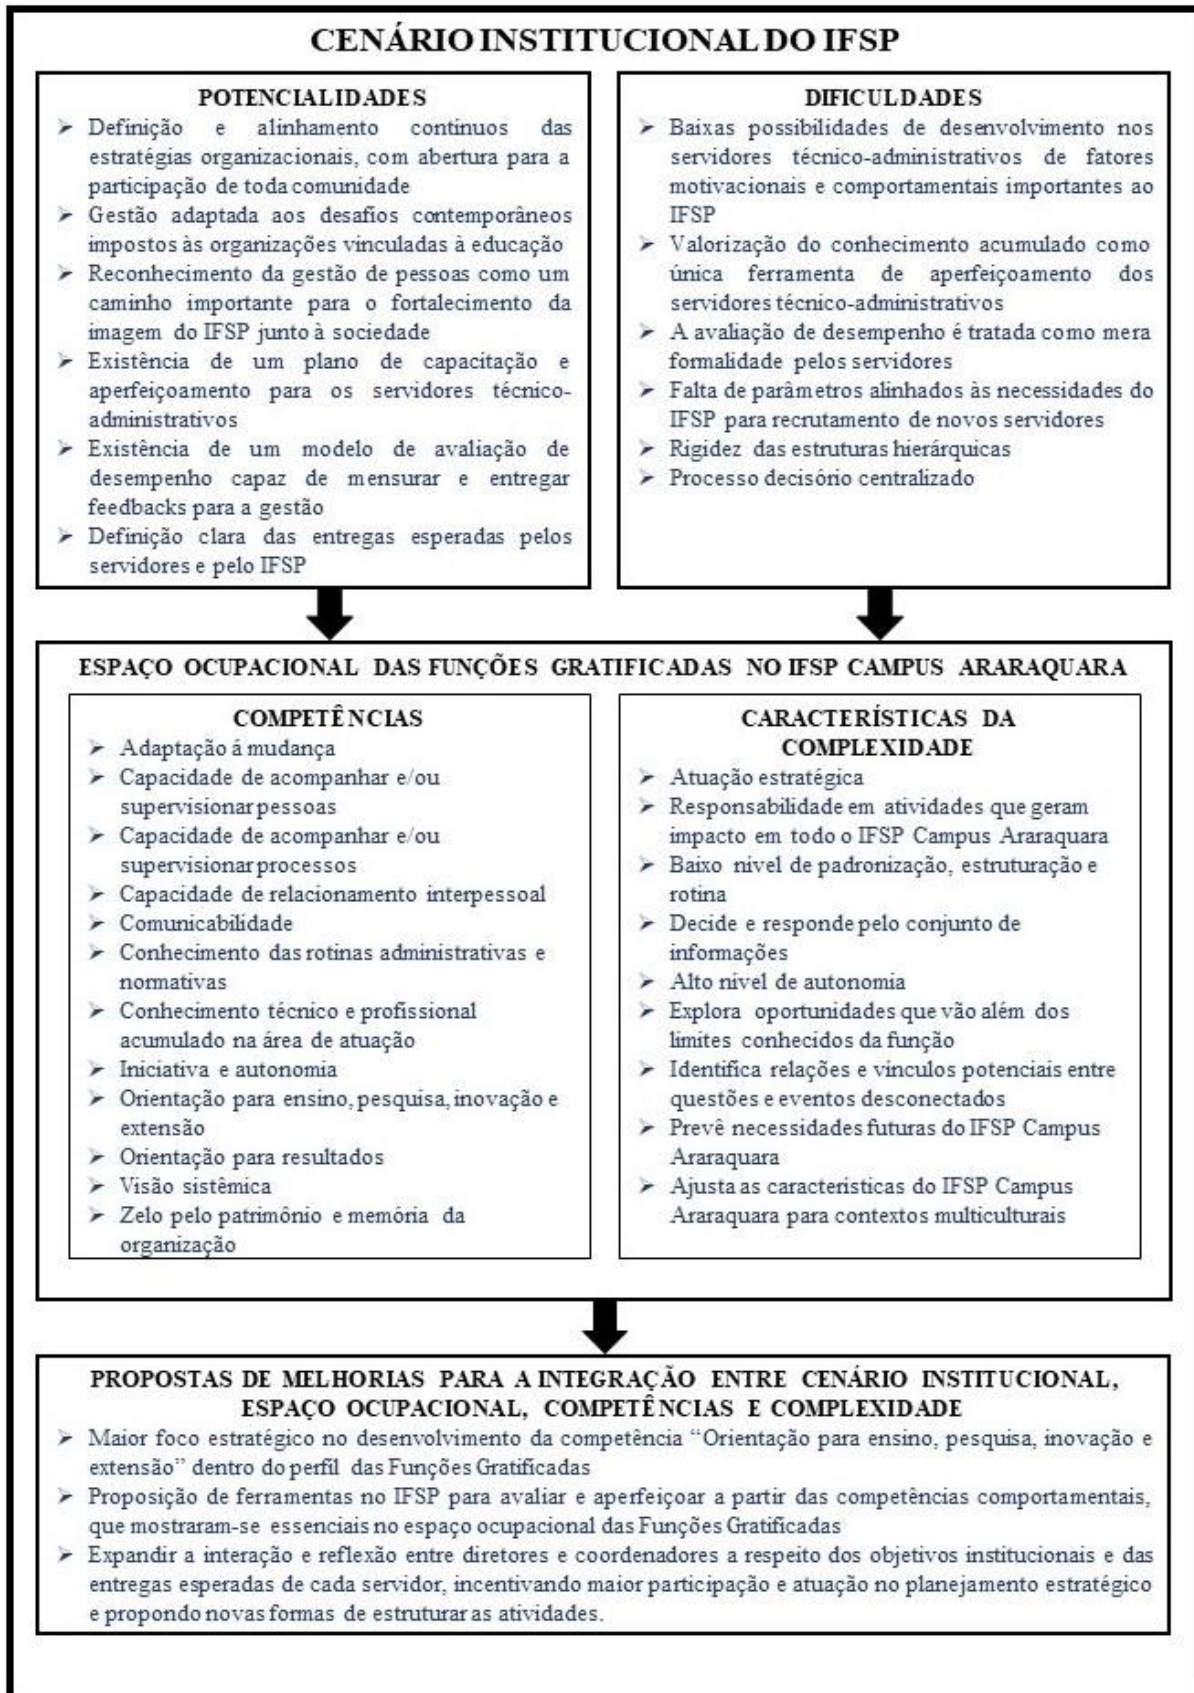 CENÁRIO INSTITUCIONAL DO IFSP
POTENCIALIDADES
➢ Definição e alinhamento contínuos das
estratégias organizacionais, com abertura para a
participação de toda comunidade
➢ Gestão adaptada aos desafios contemporâneos
impostos às organizações vinculadas à educação
➢ Reconhecimento da gestão de pessoas como um
caminho importante para o fortalecimento da
imagem do IFSP junto à sociedade
➢ Existência de um plano de capacitação e
aperfeiçoamento para os servidores técnico-
administrativos
➢ Existência de um modelo de avaliação de
desempenho capaz de mensurar e entregar
feedbacks para a gestão
➢ Definição clara das entregas esperadas pelos
servidores e pelo IFSP
DIFICULDADES
➢ Baixas possibilidades de desenvolvimento nos
servidores técnico-administrativos de fatores
motivacionais e comportamentais importantes ao
IFSP
➢ Valorização do conhecimento acumulado como
única ferramenta de aperfeiçoamento dos
servidores técnico-administrativos
➢ A avaliação de desempenho é tratada como mera
formalidade pelos servidores
➢ Falta de parâmetros alinhados às necessidades do
IFSP para recrutamento de novos servidores
➢ Rigidez das estruturas hierárquicas
➢ Processo decisório centralizado
ESPAÇO OCUPACIONAL DAS FUNÇÕES GRATIFICADAS NO IFSP CAMPUS ARARAQUARA
COMPETÊNCIAS
➢ Adaptação á mudança
➢ Capacidade de acompanhar e/ou
supervisionar pessoas
➢ Capacidade de acompanhar e/ou
supervisionar processos
➢ Capacidade de relacionamento interpessoal
➢ Comunicabilidade
➢ Conhecimento das rotinas administrativas e
normativas
➢ Conhecimento técnico e profissional
acumulado na área de atuação
➢ Iniciativa e autonomia
➢ Orientação para ensino, pesquisa, inovação e
extensão
➢ Orientação para resultados
➢ Visão sistêmica
➢ Zelo pelo patrimônio e memória da
organização
CARACTERÍSTICAS DA
COMPLEXIDADE
➢ Atuação estratégica
➢ Responsabilidade em atividades que geram
impacto em todo o IFSP Campus Araraquara
➢ Baixo nível de padronização, estruturação e
rotina
➢ Decide e responde pelo conjunto de
informações
➢ Alto nível de autonomia
➢ Explora oportunidades que vão além dos
limites conhecidos da função
➢ Identifica relações e vínculos potenciais entre
questões e eventos desconectados
➢ Prevê necessidades futuras do IFSP Campus
Araraquara
➢ Ajusta as características do IFSP Campus
Araraquara para contextos multiculturais
PROPOSTAS DE MELHORIAS PARA A INTEGRAÇÃO ENTRE CENÁRIO INSTITUCIONAL,
ESPAÇO OCUPACIONAL, COMPETÊNCIAS E COMPLEXIDADE
➢ Maior foco estratégico no desenvolvimento da competência “Orientação para ensino, pesquisa, inovação e
extensão” dentro do perfil das Funções Gratificadas
➢ Proposição de ferramentas no IFSP para avaliar e aperfeiçoar a partir das competências comportamentais,
que mostraram-se essenciais no espaço ocupacional das Funções Gratificadas
➢ Expandir a interação e reflexão entre diretores e coordenadores a respeito dos objetivos institucionais e das
entregas esperadas de cada servidor, incentivando maior participação e atuação no planejamento estratégico
e propondo novas formas de estruturar as atividades.